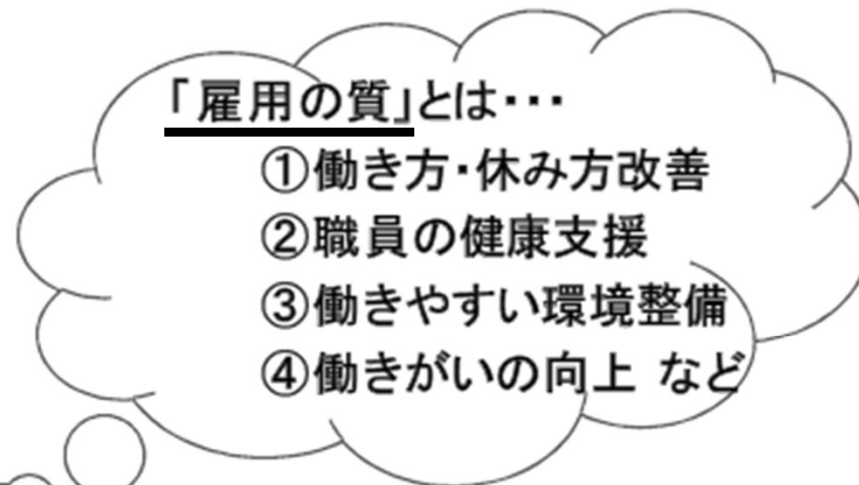 「雇用の質」とは・・・
①働き方・休み方改善
②職員の健康支援
③働きやすい環境整備
④働きがいの向上 など